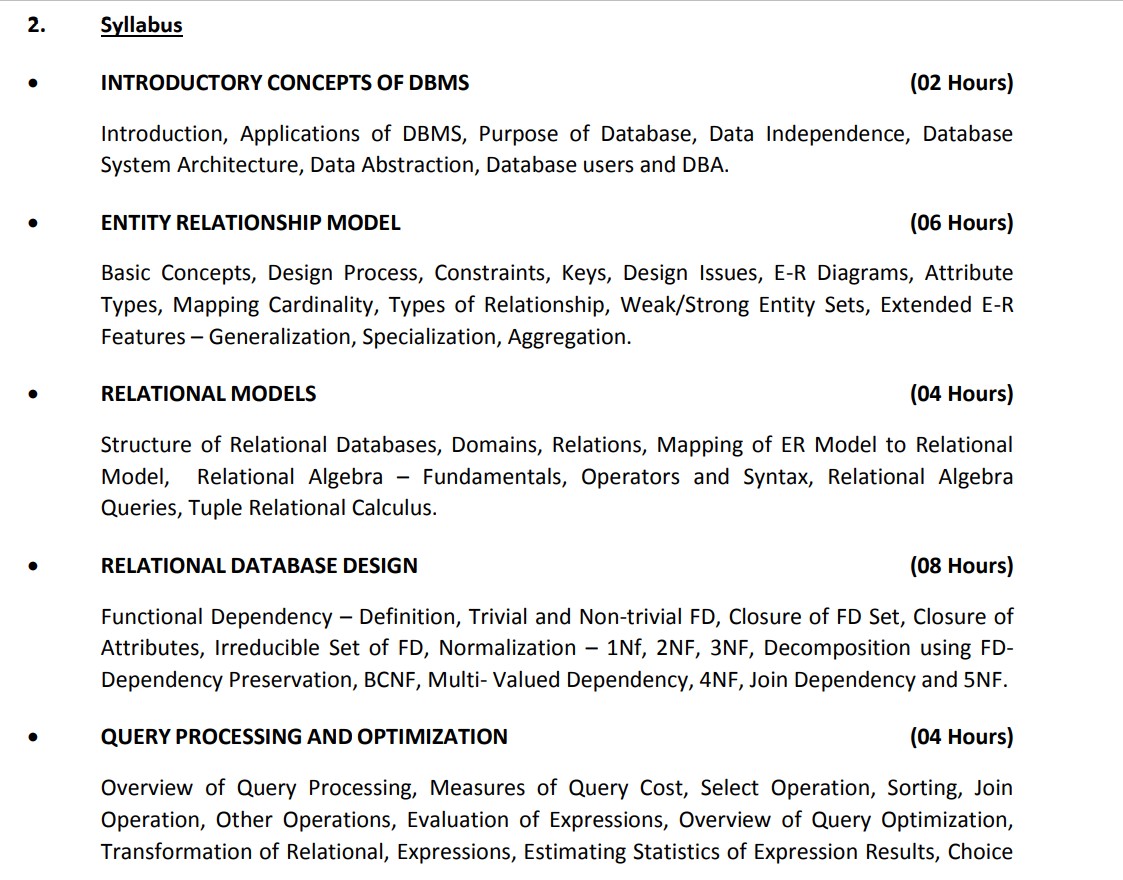 2. Syllabus
• INTRODUCTORY CONCEPTS OF DBMS (02 Hours)
Introduction, Applications of DBMS, Purpose of Database, Data Independence, Database
System Architecture, Data Abstraction, Database users and DBA.
• ENTITY RELATIONSHIP MODEL (06 Hours)
Basic Concepts, Design Process, Constraints, Keys, Design Issues, E-R Diagrams, Attribute
Types, Mapping Cardinality, Types of Relationship, Weak/Strong Entity Sets, Extended E-R
Features – Generalization, Specialization, Aggregation.
• RELATIONAL MODELS (04 Hours)
Structure of Relational Databases, Domains, Relations, Mapping of ER Model to Relational
Model, Relational Algebra – Fundamentals, Operators and Syntax, Relational Algebra
Queries, Tuple Relational Calculus.
• RELATIONAL DATABASE DESIGN (08 Hours)
Functional Dependency – Definition, Trivial and Non-trivial FD, Closure of FD Set, Closure of
Attributes, Irreducible Set of FD, Normalization – 1Nf, 2NF, 3NF, Decomposition using FD-
Dependency Preservation, BCNF, Multi- Valued Dependency, 4NF, Join Dependency and 5NF.
• QUERY PROCESSING AND OPTIMIZATION (04 Hours)
Overview of Query Processing, Measures of Query Cost, Select Operation, Sorting, Join
Operation, Other Operations, Evaluation of Expressions, Overview of Query Optimization,
Transformation of Relational, Expressions, Estimating Statistics of Expression Results, Choice